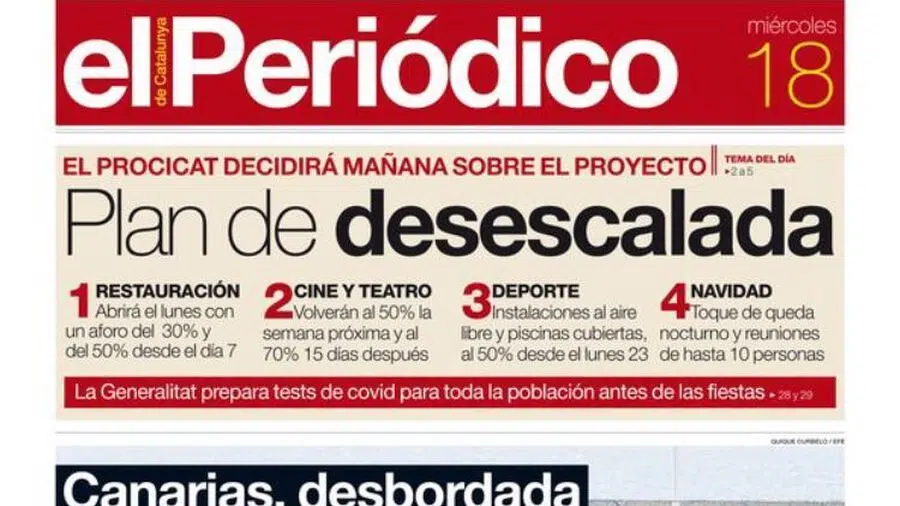 el Periódico
de Catalunya
miércoles
18
EL PROCICAT DECIDIRÁ MAÑANA SOBRE EL PROYECTO
TEMA DEL DÍA
▸2 a 5
Plan de desescalada
1 RESTAURACIÓN
Abrirá el lunes con
un aforo del 30% y
del 50% desde el día 7
2 CINE Y TEATRO
Volverán al 50% la
semana próxima y al
70% 15 días después
3 DEPORTE
Instalaciones al aire
libre y piscinas cubiertas,
al 50% desde el lunes 23
4 NAVIDAD
Toque de queda
nocturno y reuniones
de hasta 10 personas
La Generalitat prepara tests de covid para toda la población antes de las fiestas ▸ 28 y 29
QUIQUE CURBELO / EFE
Canarias, desbordada